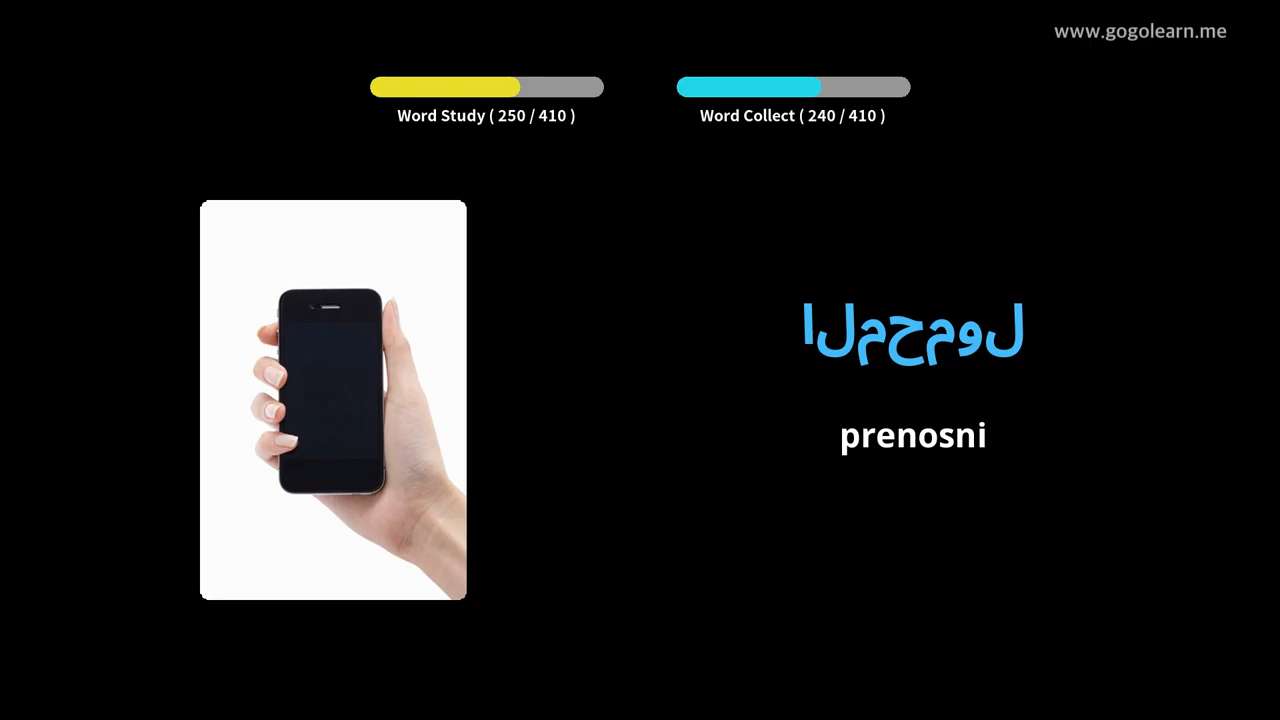 www.gogolearn.me
Word Study ( 250 / 410 )
Word Collect ( 240 / 410 )
المحمول
prenosni